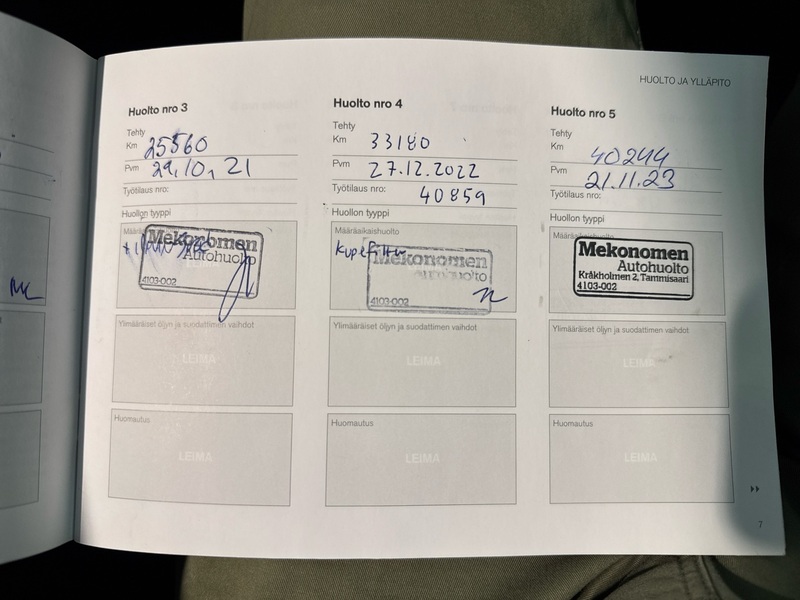 HUOLTO JA YLLÄPITO
Huolto nro 3
Tehty
Km 25560
Pvm 29.10.21
Työtilaus nro:
Huollon tyyppi
Mekonomen
Autohuolto
4103-002
Ylimääräiset öljyn ja suodattimen vaihdot
LEIMA
Huomautus
LEIMA
Huolto nro 4
Tehty
Km 33180
Pvm 27.12.2022
Työtilaus nro: 40859
Huollon tyyppi
Määräaikaishuolto
Mekonomen
Autohuolto
4103-002
Ylimääräiset öljyn ja suodattimen vaihdot
LEIMA
Huomautus
LEIMA
Huolto nro 5
Tehty
Km 40244
Pvm 21.11.23
Työtilaus nro:
Huollon tyyppi
Määräaikaishuolto
Mekonomen
Autohuolto
Kråkholmen 2, Tammisaari
4103-002
Ylimääräiset öljyn ja suodattimen vaihdot
LEIMA
Huomautus
LEIMA
7